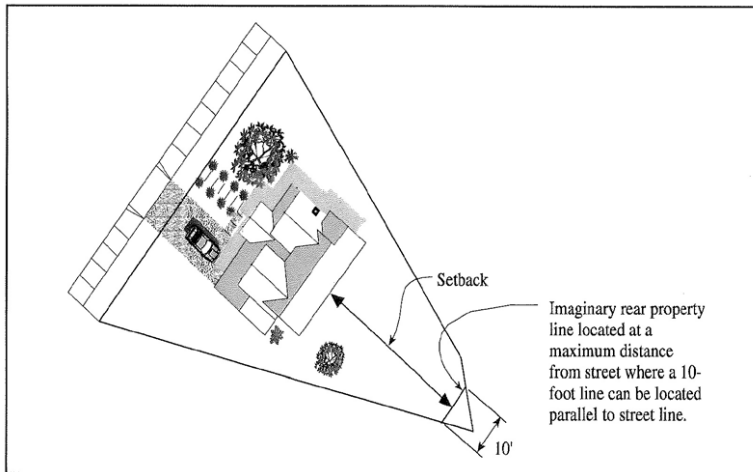 Setback
Imaginary rear property
line located at a
maximum distance
from street where a 10-
foot line can be located
parallel to street line.
10'